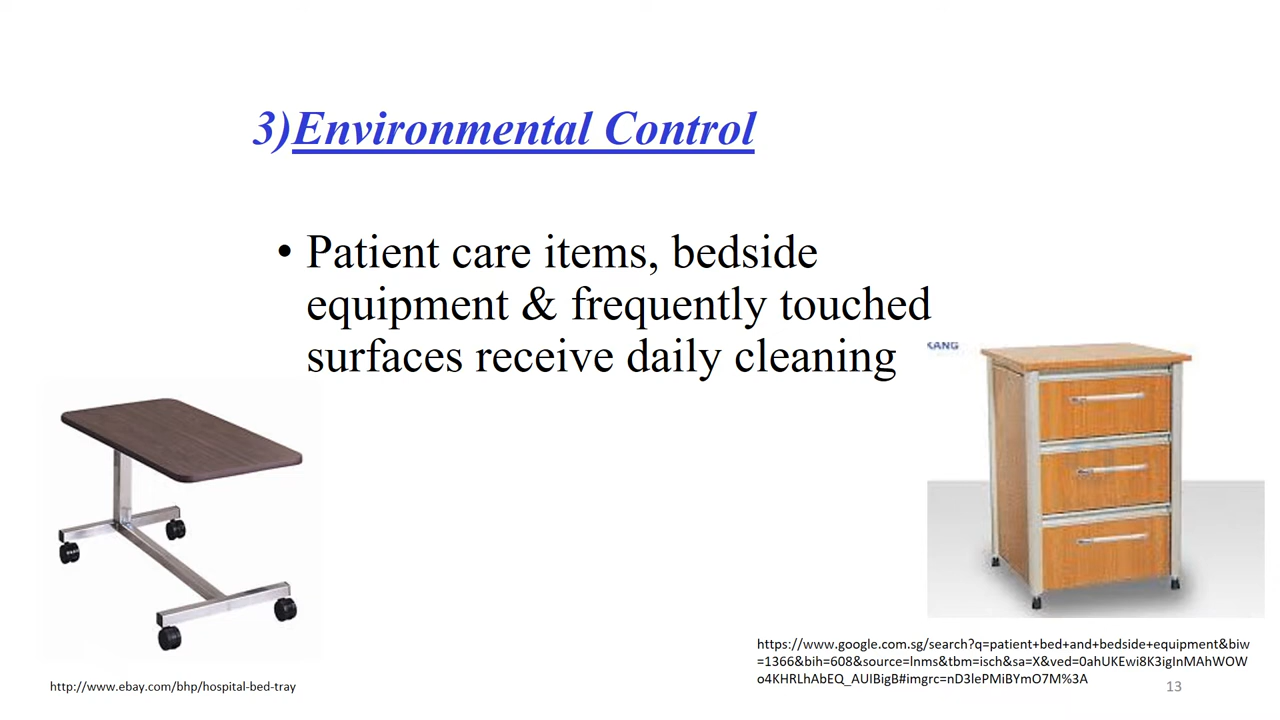 3)Environmental Control
• Patient care items, bedside
equipment & frequently touched
surfaces receive daily cleaning
KANG
https://www.google.com.sg/search?q=patient+bed+and+bedside+equipment&biw
=1366&bih=608&source=lnms&tbm=isch&sa=X&ved=0ahUKEwi8K3igInMAhWOW
o4KHRLhAbEQ_AUIBigB#imgrc=nD3lePMiBYmO7M%3A
http://www.ebay.com/bhp/hospital-bed-tray
13